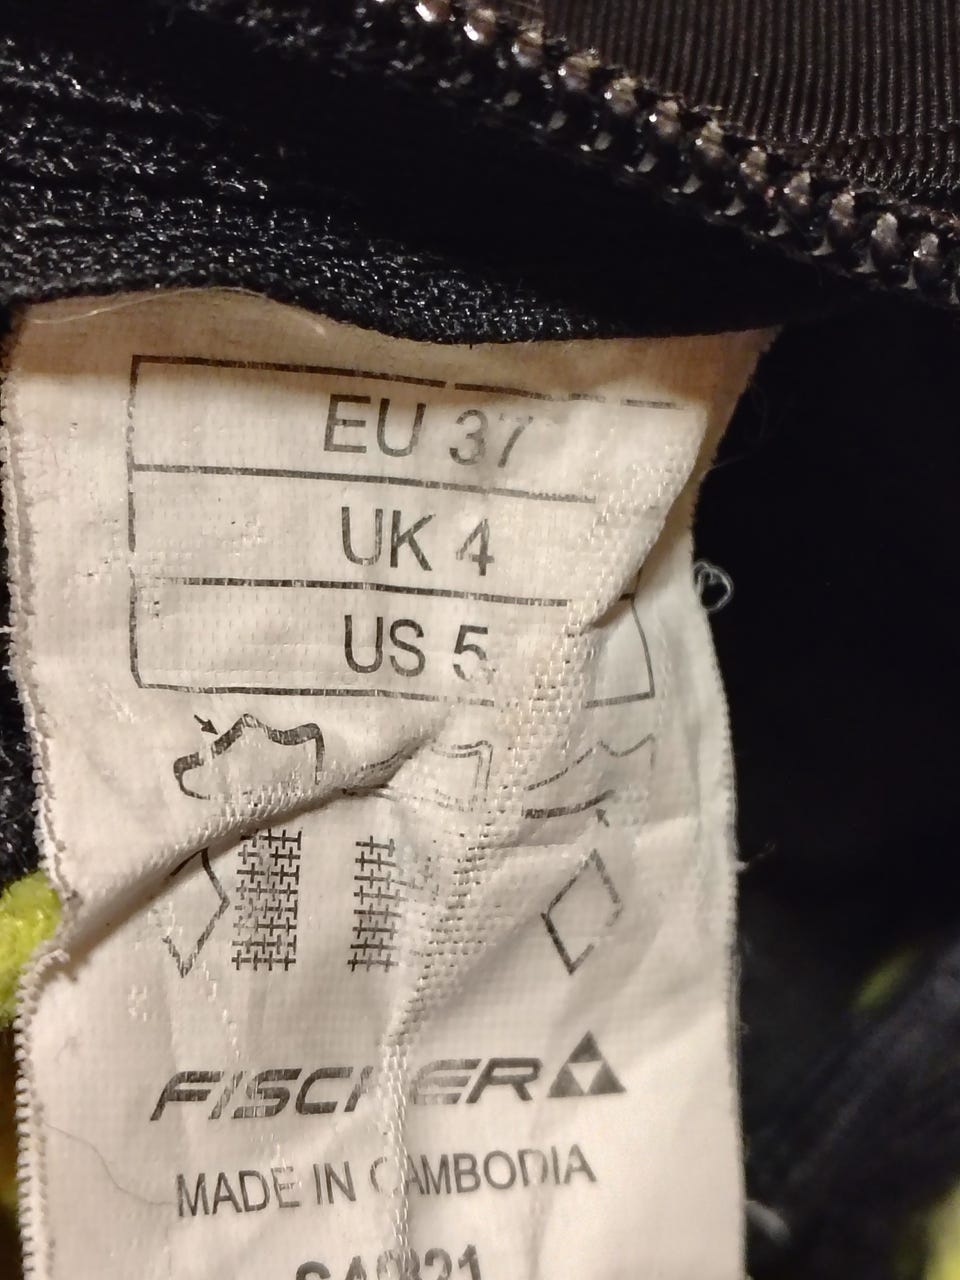 EU 37
UK 4
US 5
FISCHER
MADE IN CAMBODIA